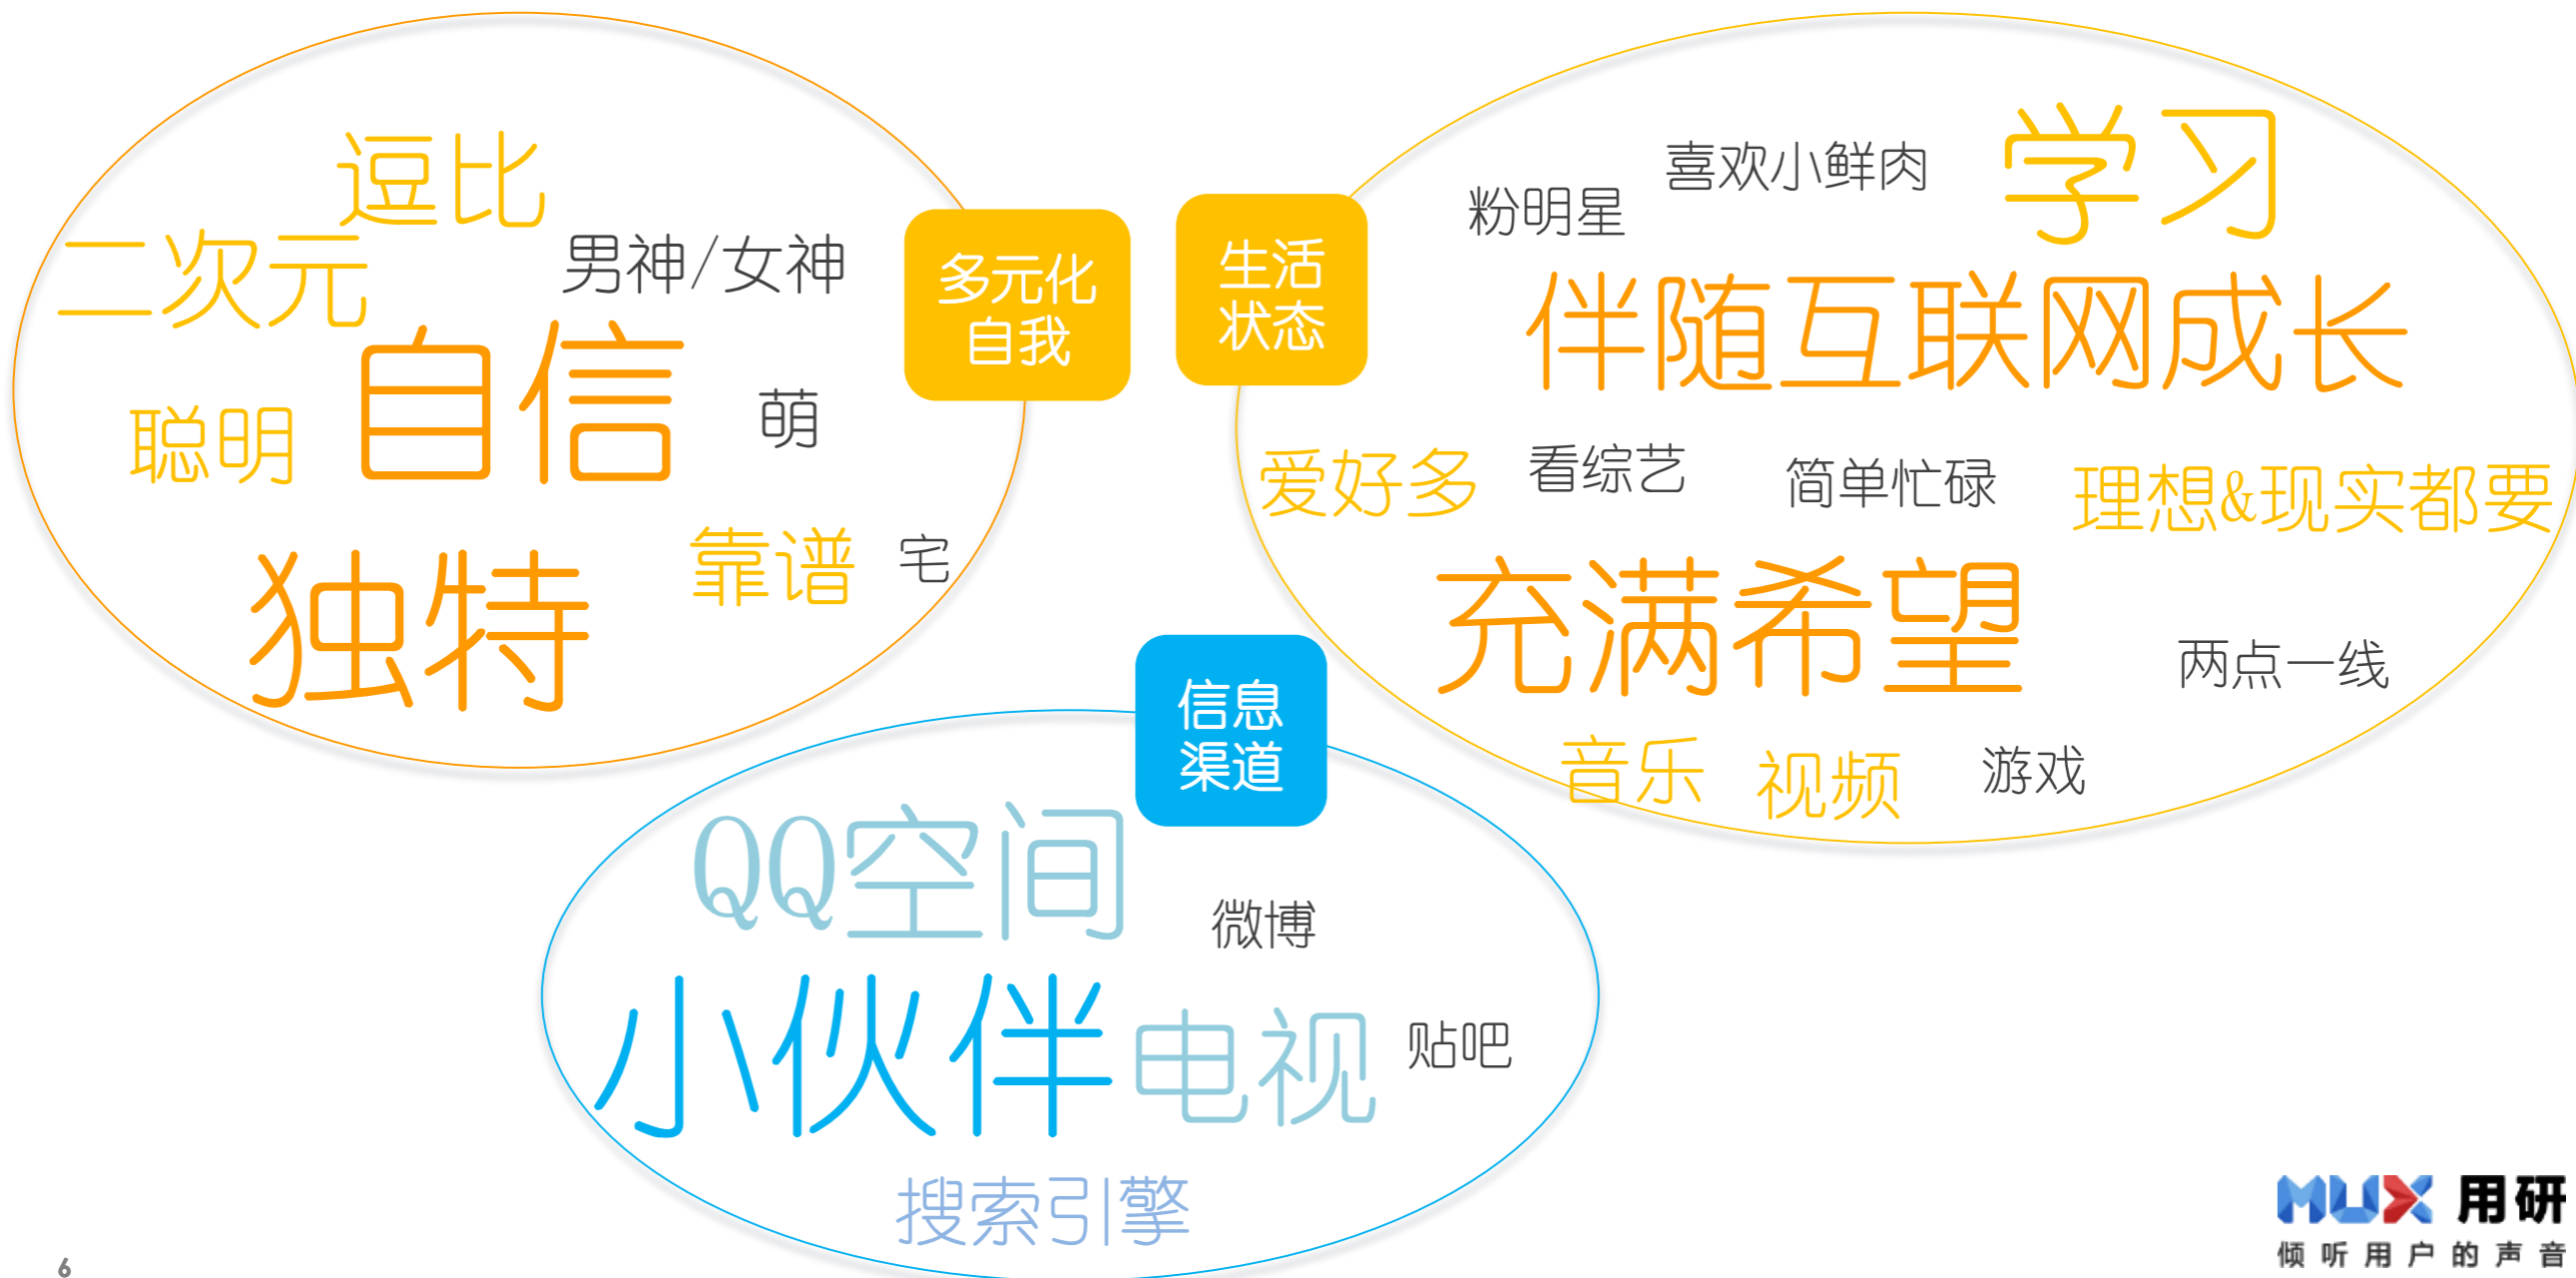 逗比
二次元
男神/女神
自信
聪明
萌
靠谱
宅
独特
多元化
自我
生活
状态
粉明星
喜欢小鲜肉
学习
伴随互联网成长
爱好多
看综艺
简单忙碌
理想&现实都要
充满希望
两点一线
音乐
视频
游戏
信息
渠道
QQ空间
微博
小伙伴
电视
贴吧
搜索引擎
MUX 用研
倾听用户的声音
6